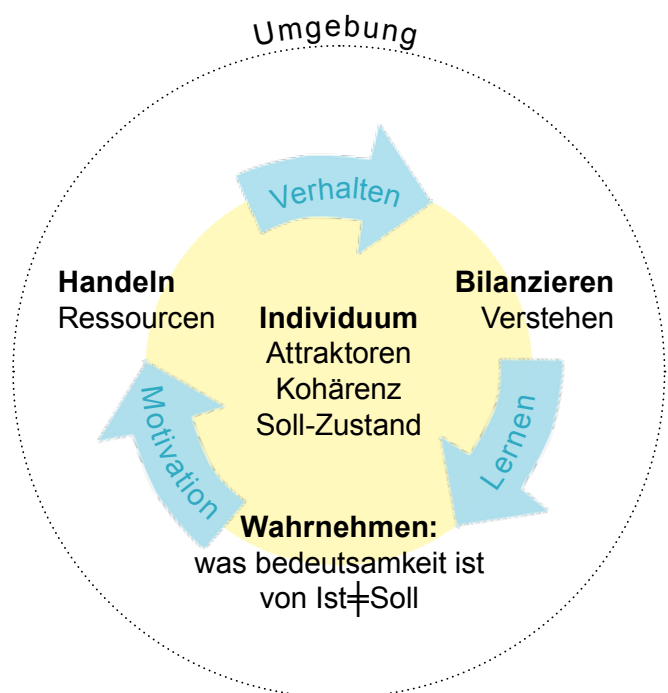 Umgebung
Verhalten
Handeln
Ressourcen
Bilanzieren
Verstehen
Individuum
Attraktoren
Kohärenz
Soll-Zustand
Motivation
Lernen
Wahrnehmen:
was bedeutsamkeit ist
von Ist╪Soll